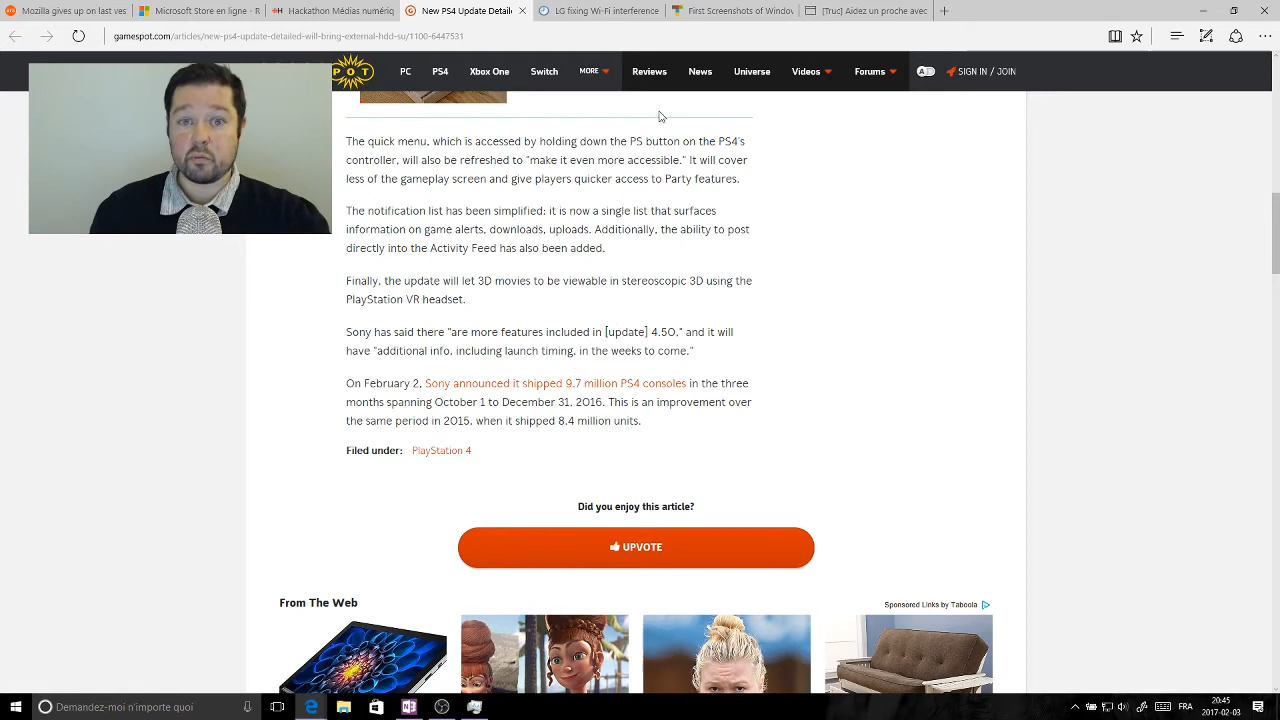 Mozilla gives up on last ves
Microsoft Store en ligne - R
Hackathon Médias numériq
New PS4 Update Detaile
LG fixing Wi-Fi interference
First Screenshots of Window
[Truc] Aidez un proche avec
gamespot.com/articles/new-ps4-update-detailed-will-bring-external-hdd-su/1100-6447531
POT
PC PS4 Xbox One Switch MORE Reviews News Universe Videos Forums A SIGN IN / JOIN
The quick menu, which is accessed by holding down the PS button on the PS4's
controller, will also be refreshed to "make it even more accessible." It will cover
less of the gameplay screen and give players quicker access to Party features.
The notification list has been simplified: it is now a single list that surfaces
information on game alerts, downloads, uploads. Additionally, the ability to post
directly into the Activity Feed has also been added.
Finally, the update will let 3D movies to be viewable in stereoscopic 3D using the
PlayStation VR headset.
Sony has said there "are more features included in [update] 4.50," and it will
have "additional info, including launch timing, in the weeks to come."
On February 2, Sony announced it shipped 9.7 million PS4 consoles in the three
months spanning October 1 to December 31, 2016. This is an improvement over
the same period in 2015, when it shipped 8.4 million units.
Filed under: PlayStation 4
Did you enjoy this article?
UPVOTE
From The Web
Sponsored Links by Taboola
Demandez-moi n'importe quoi
FRA
20:45
2017-02-03